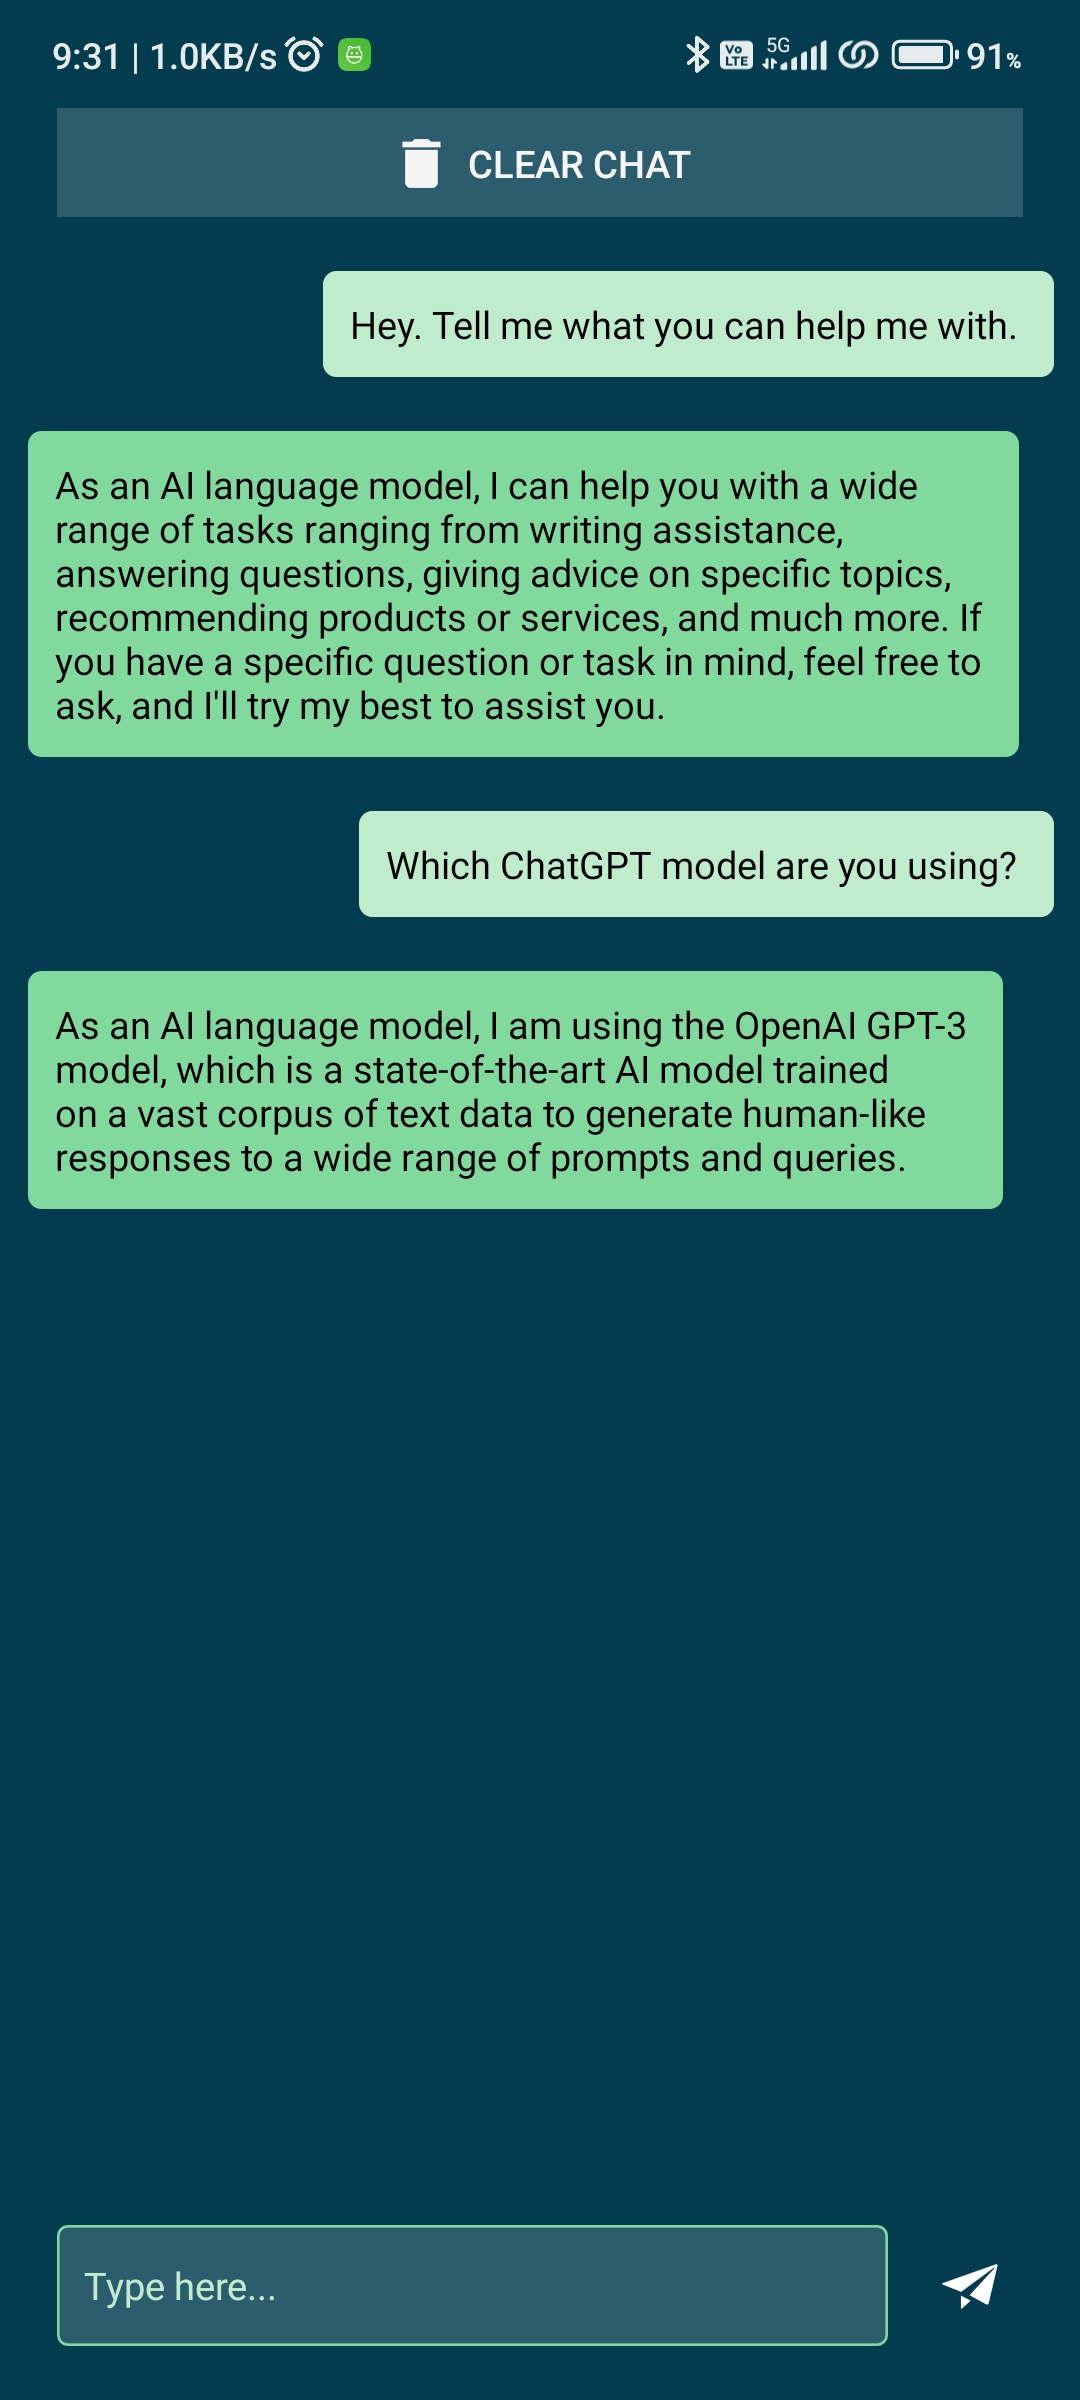 9:31 | 1.0KB/s
Vo LTE 5G 91%
CLEAR CHAT
Hey. Tell me what you can help me with.
As an AI language model, I can help you with a wide
range of tasks ranging from writing assistance,
answering questions, giving advice on specific topics,
recommending products or services, and much more. If
you have a specific question or task in mind, feel free to
ask, and I'll try my best to assist you.
Which ChatGPT model are you using?
As an AI language model, I am using the OpenAI GPT-3
model, which is a state-of-the-art AI model trained
on a vast corpus of text data to generate human-like
responses to a wide range of prompts and queries.
Type here...